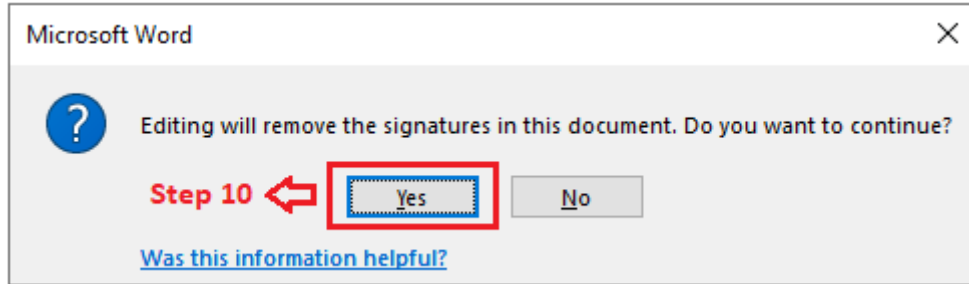 Microsoft Word
Editing will remove the signatures in this document. Do you want to continue?
Step 10 Yes No
Was this information helpful?